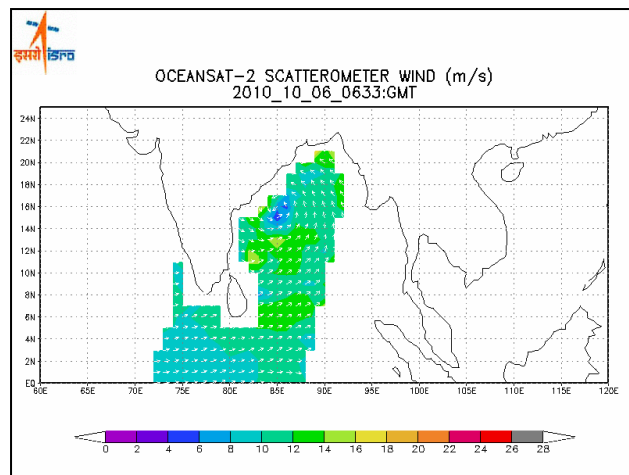 इसरो isro
OCEANSAT-2 SCATTEROMETER WIND (m/s)
2010_10_06_0633:GMT
24N
22N
20N
18N
16N
14N
12N
10N
8N
6N
4N
2N
EQ
60E 65E 70E 75E 80E 85E 90E 95E 100E 105E 110E 115E 120E
0 2 4 6 8 10 12 14 16 18 20 22 24 26 28